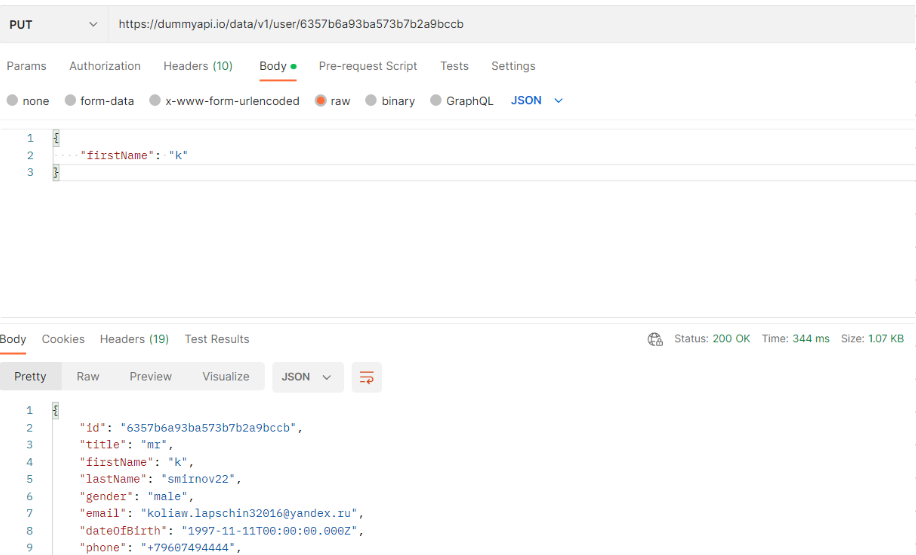 PUT https://dummyapi.io/data/v1/user/6357b6a93ba573b7b2a9bccb
Params Authorization Headers (10) Body Pre-request Script Tests Settings
none form-data x-www-form-urlencoded raw binary GraphQL JSON
1 {
2 "firstName": "k"
3 }
Body Cookies Headers (19) Test Results Status: 200 OK Time: 344 ms Size: 1.07 KB
Pretty Raw Preview Visualize JSON
1 {
2 "id": "6357b6a93ba573b7b2a9bccb",
3 "title": "mr",
4 "firstName": "k",
5 "lastName": "smirnov22",
6 "gender": "male",
7 "email": "koliaw.lapschin32016@yandex.ru",
8 "dateOfBirth": "1997-11-11T00:00:00.000Z",
9 "phone": "+79607494444",